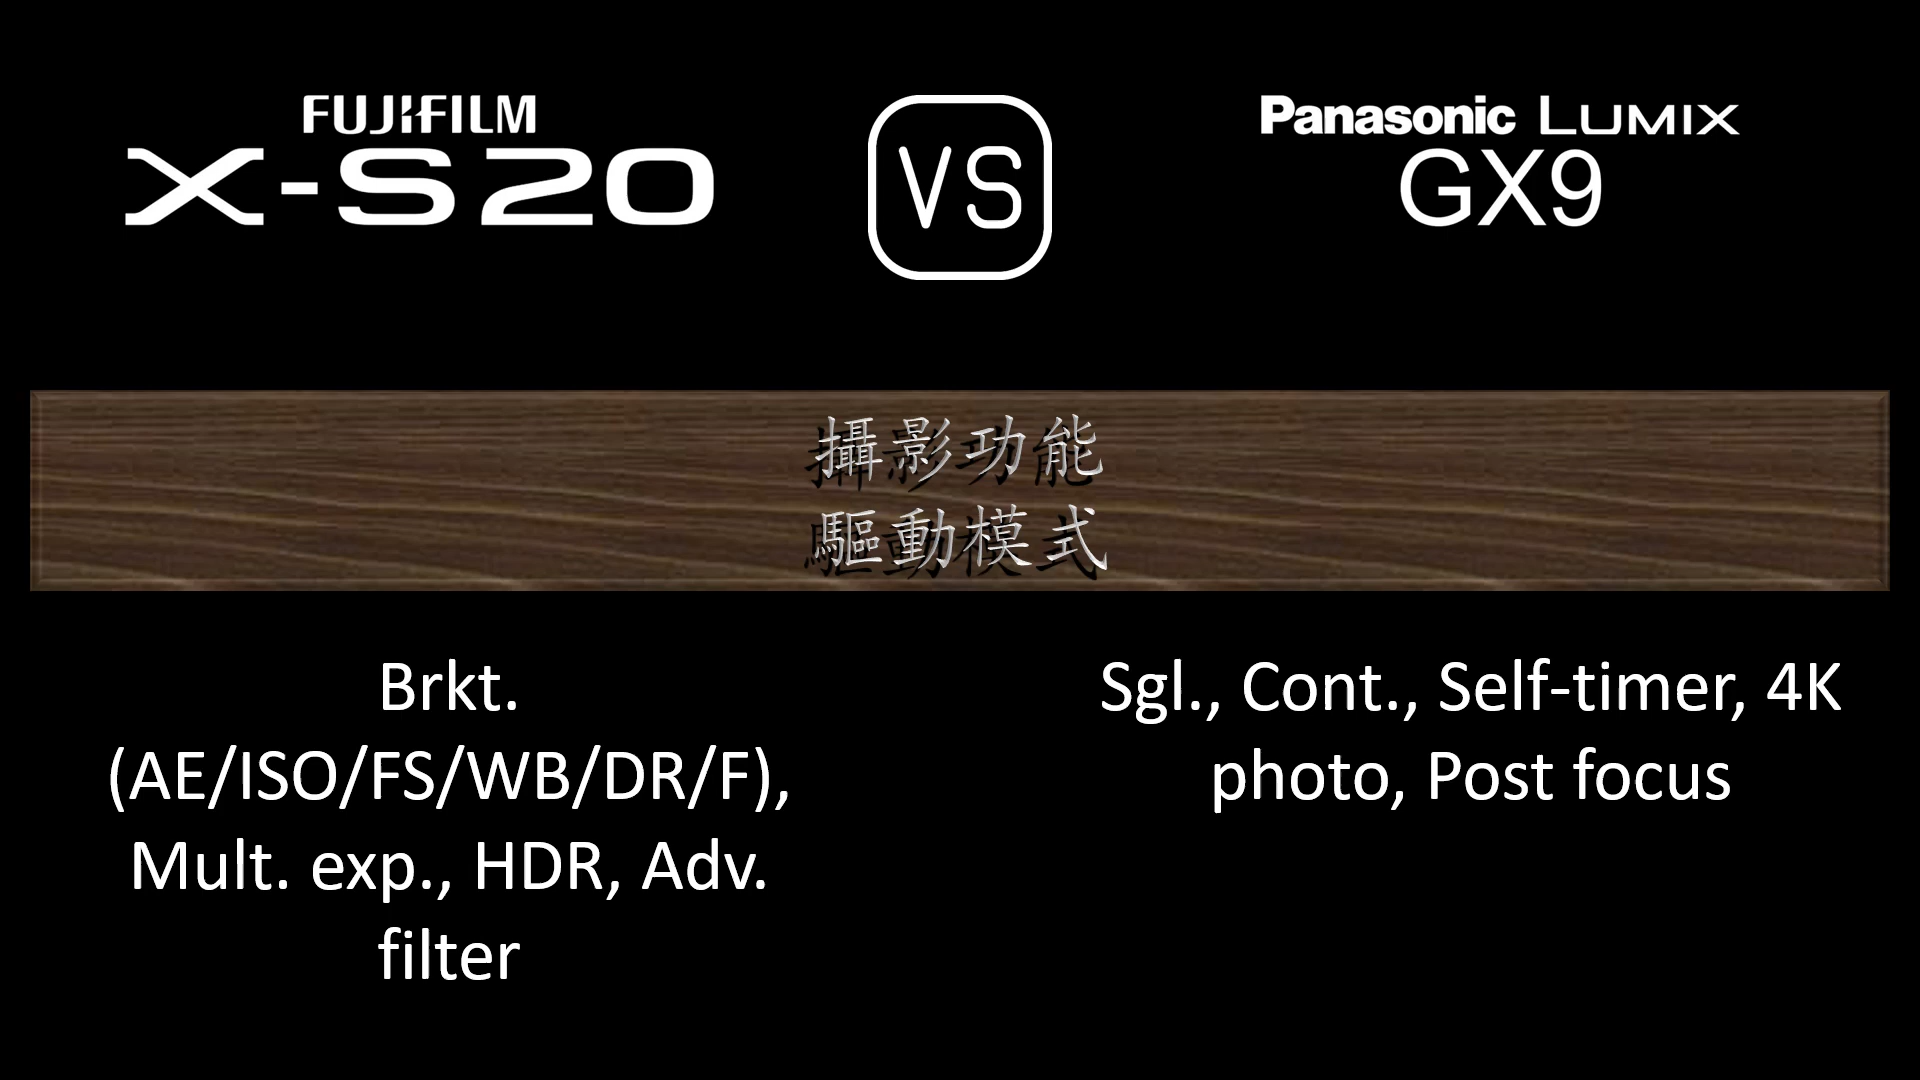 FUJIFILM
X-S20
VS
Panasonic LUMIX
GX9
攝影功能
驅動模式
Brkt.
(AE/ISO/FS/WB/DR/F),
Mult. exp., HDR, Adv.
filter
Sgl., Cont., Self-timer, 4K
photo, Post focus